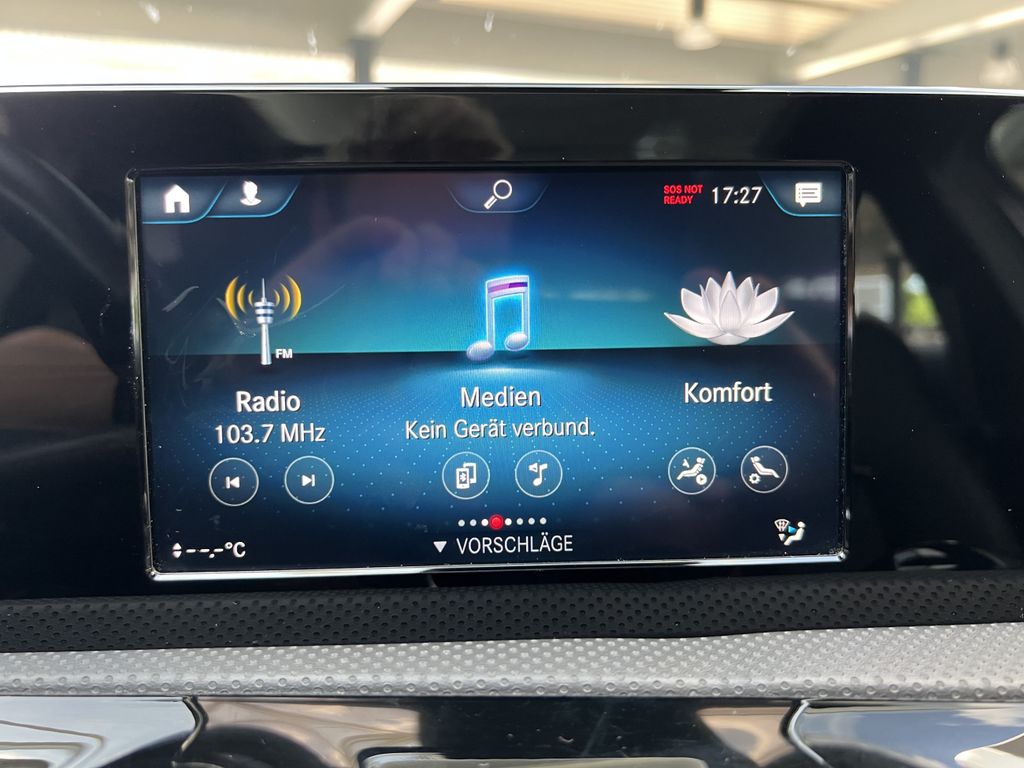 SOS NOT
READY
17:27
FM
Radio
103.7 MHz
Medien
Kein Gerät verbund.
Komfort
--,-°C
VORSCHLÄGE